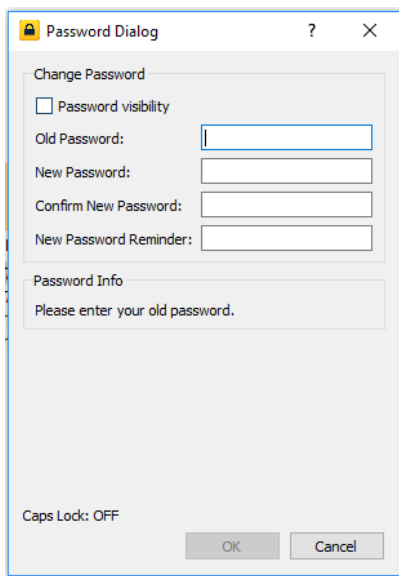 Password Dialog ?
Change Password
Password visibility
Old Password:
New Password:
Confirm New Password:
New Password Reminder:
Password Info
Please enter your old password.
Caps Lock: OFF
OK Cancel